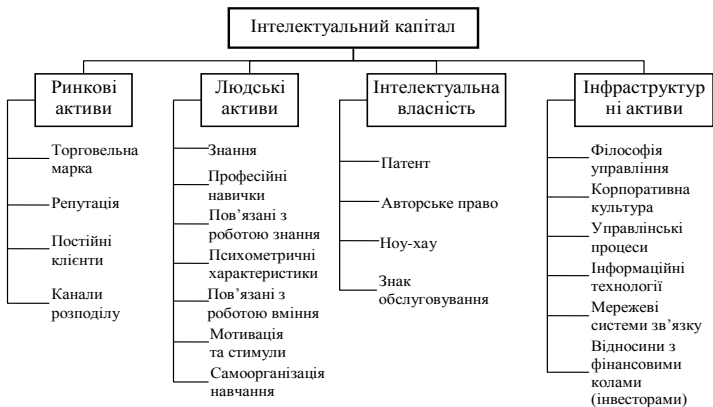 Інтелектуальний капітал
Ринкові
активи
Торговельна
марка
Репутація
Постійні
клієнти
Канали
розподілу
Людські
активи
Знання
Професійні
навички
Пов’язані з
роботою знання
Психометричні
характеристики
Пов’язані з
роботою вміння
Мотивація
та стимули
Самоорганізація
навчання
Інтелектуальна
власність
Патент
Авторське право
Ноу-хау
Знак
обслуговування
Інфраструктур
ні активи
Філософія
управління
Корпоративна
культура
Управлінські
процеси
Інформаційні
технології
Мережеві
системи зв’язку
Відносини з
фінансовими
колами
(інвесторами)